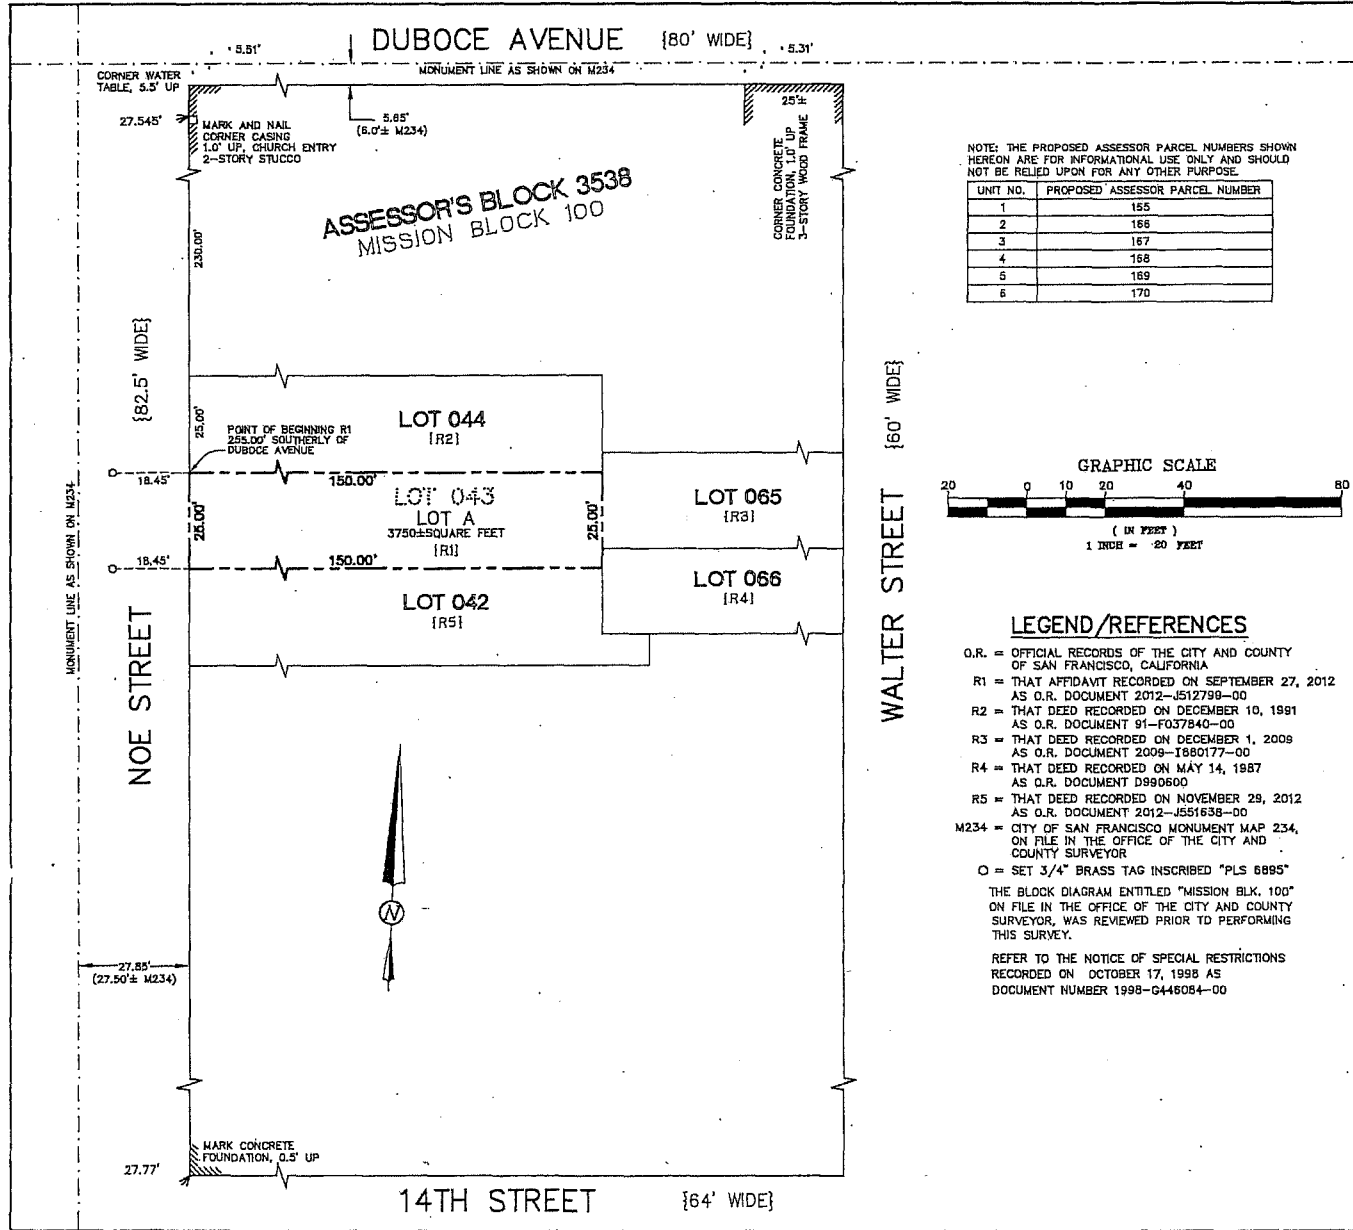 DUBOCE AVENUE {80' WIDE}
5.51'
5.31'
MONUMENT LINE AS SHOWN ON M234
CORNER WATER
TABLE, 5.5' UP
27.545'
MARK AND NAIL
CORNER CASING
1.0' UP, CHURCH ENTRY
2-STORY STUCCO
5.65'
(6.0'± M234)
25'±
CORNER CONCRETE
FOUNDATION, 1.0' UP
3-STORY WOOD FRAME
ASSESSOR'S BLOCK 3538
MISSION BLOCK 100
230.00'
NOTE: THE PROPOSED ASSESSOR PARCEL NUMBERS SHOWN
HEREON ARE FOR INFORMATIONAL USE ONLY AND SHOULD
NOT BE RELIED UPON FOR ANY OTHER PURPOSE.
UNIT NO. PROPOSED ASSESSOR PARCEL NUMBER
1 155
2 166
3 167
4 168
5 169
6 170
{82.5' WIDE}
25.00'
LOT 044
{R2}
POINT OF BEGINNING R1
255.00' SOUTHERLY OF
DUBOCE AVENUE
18.45'
150.00'
25.00'
LOT 043
LOT A
3750±SQUARE FEET
{R1}
25.00'
18.45'
150.00'
LOT 042
{R5}
LOT 065
{R3}
LOT 066
{R4}
{60' WIDE}
WALTER STREET
MONUMENT LINE AS SHOWN ON M234
NOE STREET
GRAPHIC SCALE
20 0 10 20 40 80
( IN FEET )
1 INCH = 20 FEET
LEGEND/REFERENCES
O.R. = OFFICIAL RECORDS OF THE CITY AND COUNTY
OF SAN FRANCISCO, CALIFORNIA
R1 = THAT AFFIDAVIT RECORDED ON SEPTEMBER 27, 2012
AS O.R. DOCUMENT 2012-J512799-00
R2 = THAT DEED RECORDED ON DECEMBER 10, 1991
AS O.R. DOCUMENT 91-F037840-00
R3 = THAT DEED RECORDED ON DECEMBER 1, 2009
AS O.R. DOCUMENT 2009-I880177-00
R4 = THAT DEED RECORDED ON MAY 14, 1987
AS O.R. DOCUMENT D990600
R5 = THAT DEED RECORDED ON NOVEMBER 29, 2012
AS O.R. DOCUMENT 2012-J551638-00
M234 = CITY OF SAN FRANCISCO MONUMENT MAP 234,
ON FILE IN THE OFFICE OF THE CITY AND
COUNTY SURVEYOR
O = SET 3/4" BRASS TAG INSCRIBED "PLS 6895"
THE BLOCK DIAGRAM ENTITLED "MISSION BLK. 100"
ON FILE IN THE OFFICE OF THE CITY AND COUNTY
SURVEYOR, WAS REVIEWED PRIOR TO PERFORMING
THIS SURVEY.
REFER TO THE NOTICE OF SPECIAL RESTRICTIONS
RECORDED ON OCTOBER 17, 1998 AS
DOCUMENT NUMBER 1998-G446084-00
N
27.85'
(27.50'± M234)
MARK CONCRETE
FOUNDATION, 0.5' UP
27.77'
14TH STREET {64' WIDE}